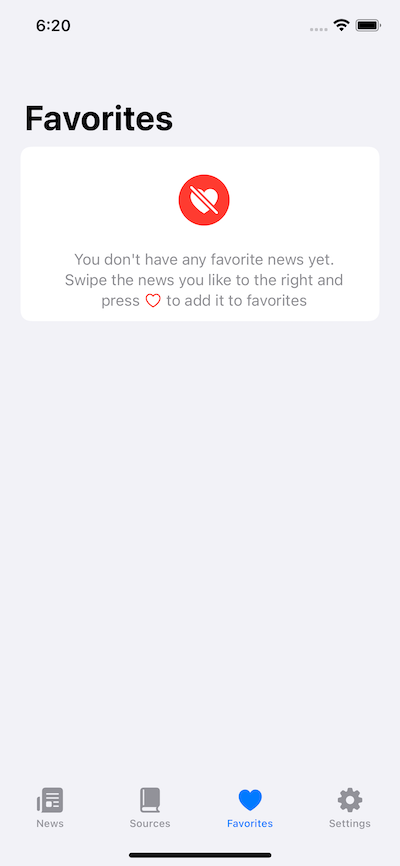 6:20
Favorites
You don't have any favorite news yet.
Swipe the news you like to the right and
press ♡ to add it to favorites
News
Sources
Favorites
Settings